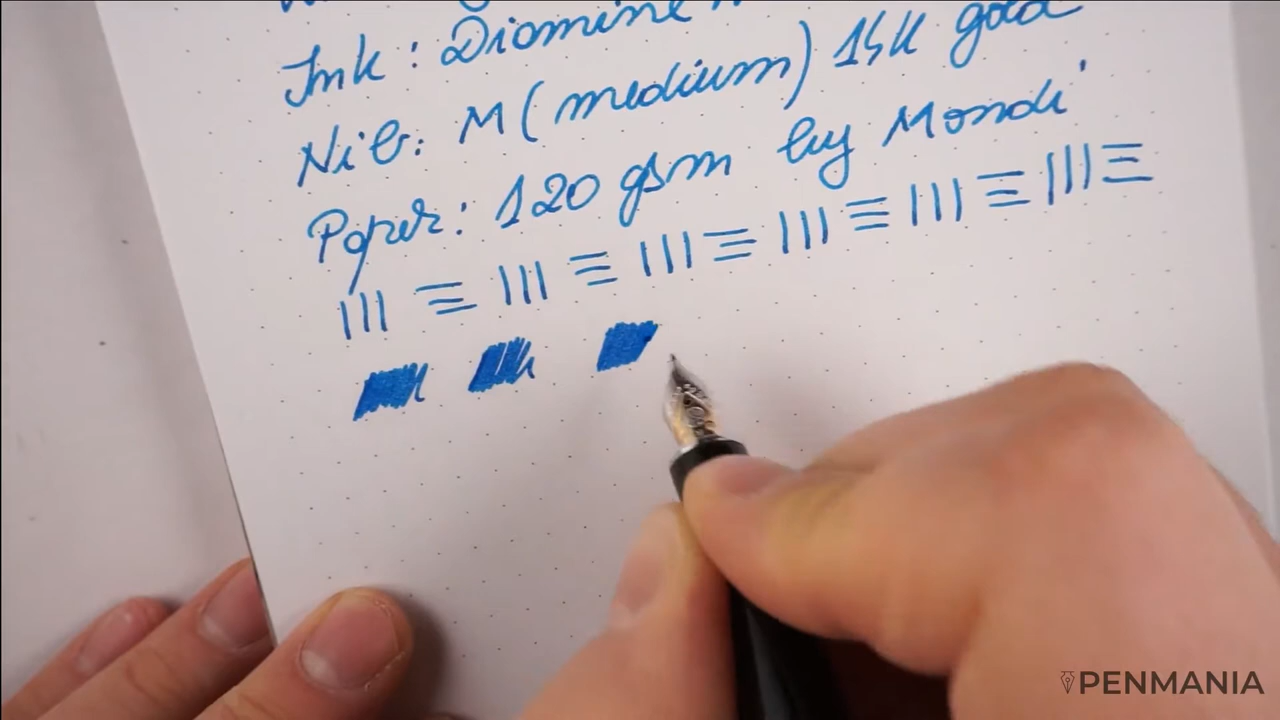 Ink: Diamine
Nib: M (medium) 14K gold
Paper: 120 gsm by Mondi
PENMANIA